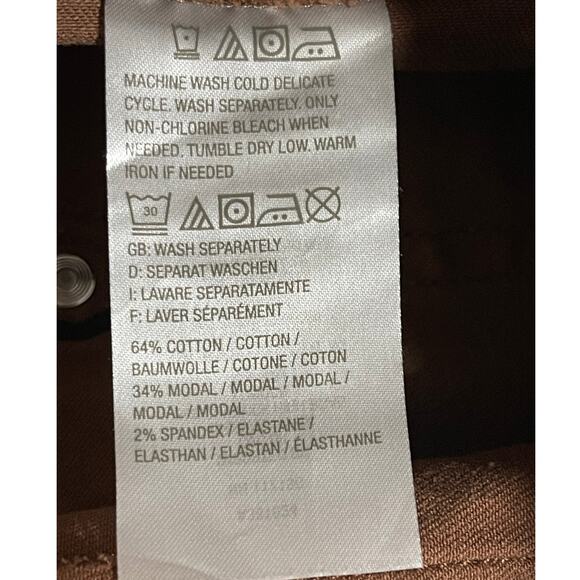 MACHINE WASH COLD DELICATE
CYCLE. WASH SEPARATELY. ONLY
NON-CHLORINE BLEACH WHEN
NEEDED. TUMBLE DRY LOW. WARM
IRON IF NEEDED
30
GB: WASH SEPARATELY
D: SEPARAT WASCHEN
I: LAVARE SEPARATAMENTE
F: LAVER SÉPARÉMENT
64% COTTON / COTTON /
BAUMWOLLE / COTONE / COTON
34% MODAL / MODAL / MODAL /
MODAL / MODAL
2% SPANDEX / ELASTANE /
ELASTHAN / ELASTAN / ÉLASTHANNE